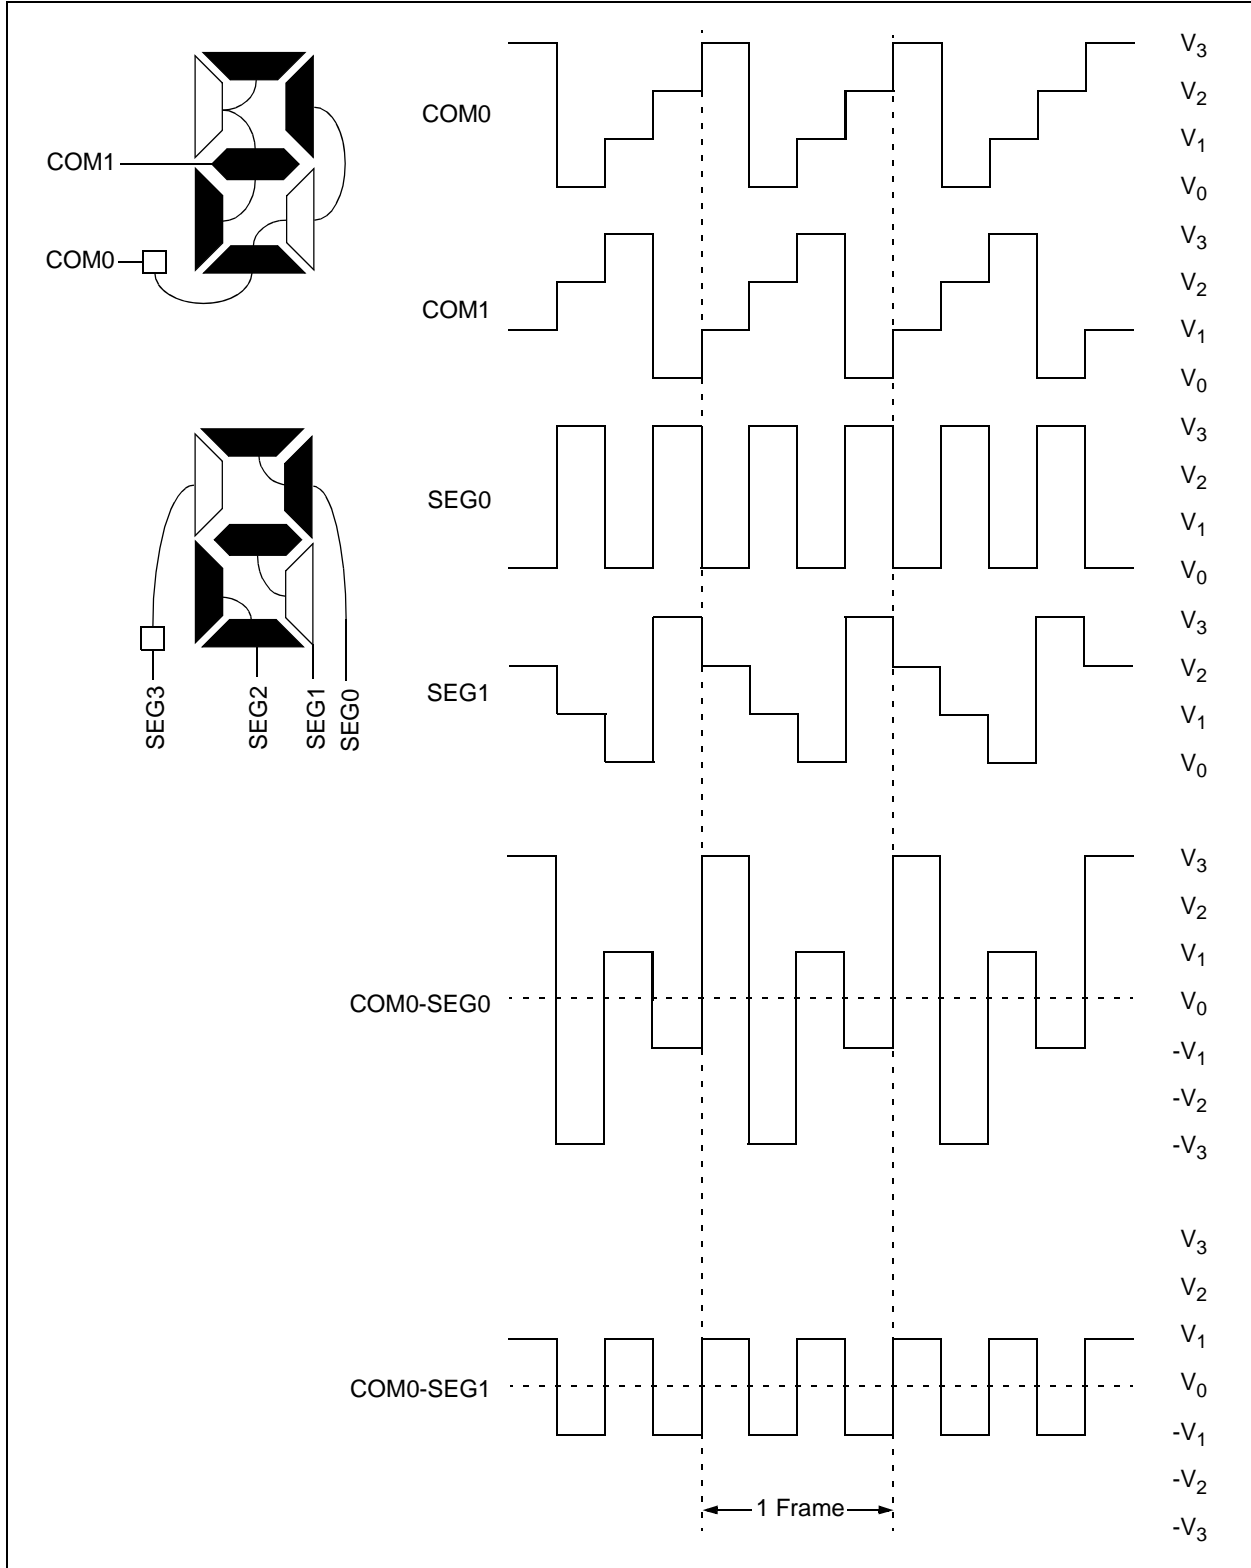 COM1
COM0
SEG3
SEG2
SEG1
SEG0
COM0
V3
V2
V1
V0
COM1
V3
V2
V1
V0
SEG0
V3
V2
V1
V0
SEG1
V3
V2
V1
V0
COM0-SEG0
V3
V2
V1
V0
-V1
-V2
-V3
COM0-SEG1
V3
V2
V1
V0
-V1
-V2
-V3
1 Frame